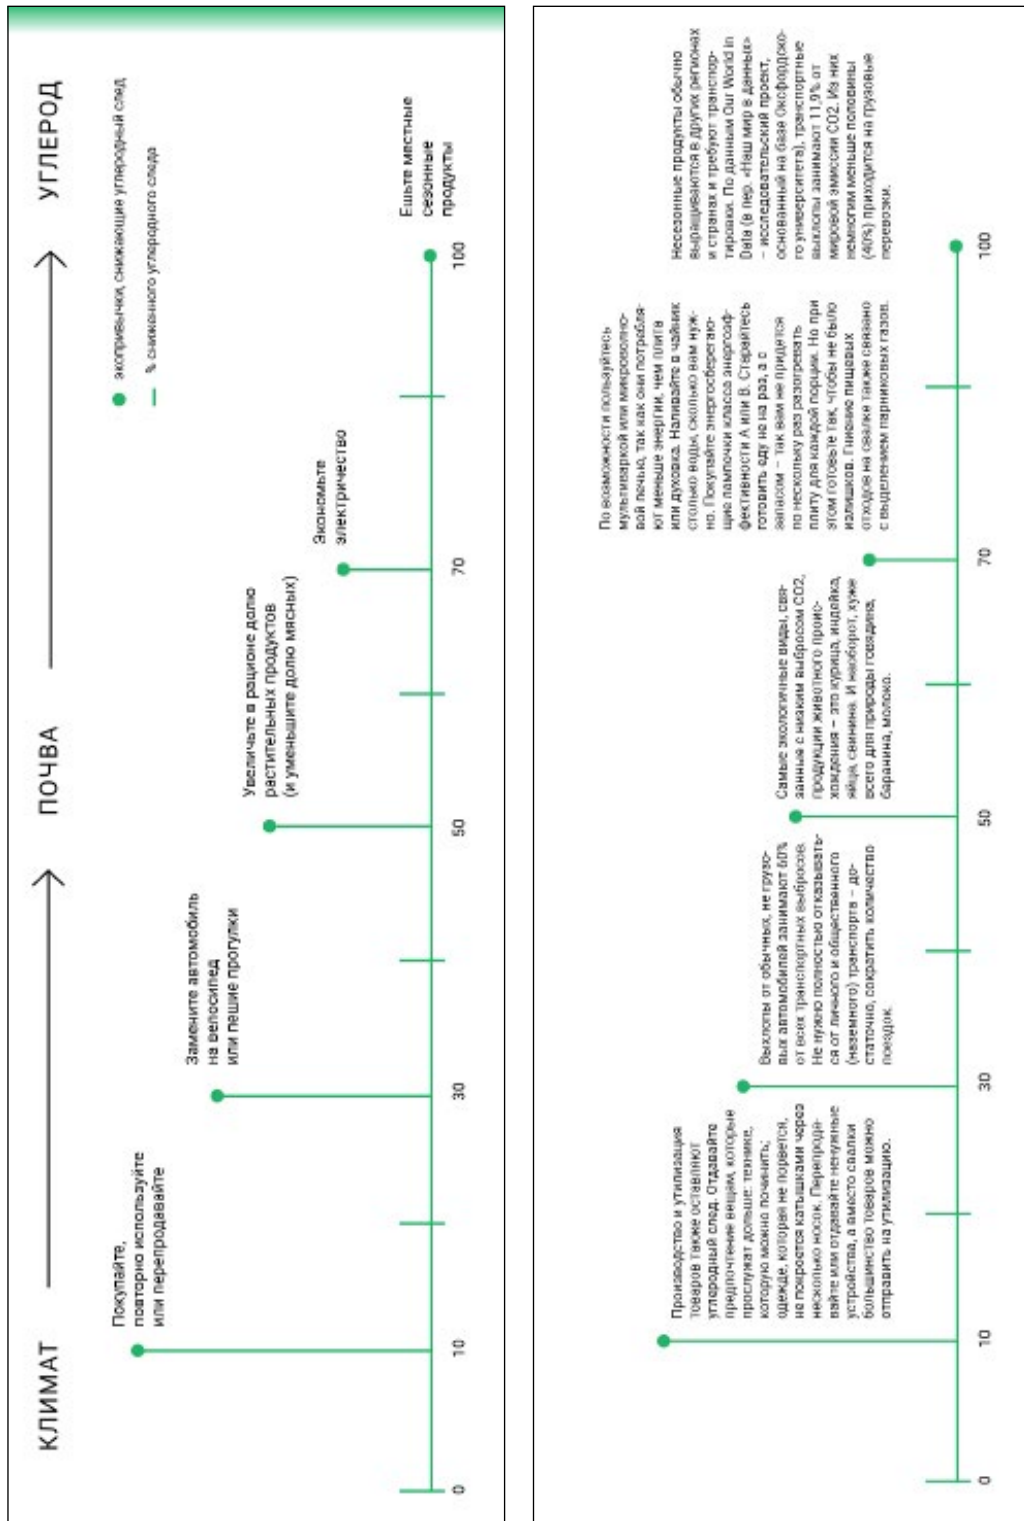 КЛИМАТ
ПОЧВА
УГЛЕРОД
экопривычки, снижающие углеродный след
% сниженного углеродного следа
Покупайте,
повторно используйте
или перепродавайте
Замените автомобиль
на велосипед
или пешие прогулки
Увеличьте в рационе долю
растительных продуктов
(и уменьшите долю мясных)
Экономьте
электричество
Ешьте местные
сезонные
продукты
0
10
30
50
70
100
Производство и утилизация
товаров также оставляют
углеродный след. Отдавайте
предпочтение вещам, которые
прослужат дольше: технике,
которую можно починить;
одежде, которая не порвется,
не покроется катышками через
несколько носок. Перепрода-
вайте или отдавайте ненужные
устройства, а вместо свалки
большинство товаров можно
отправить на утилизацию.
Выхлопы от обычных, не грузо-
вых автомобилей занимают 60%
от всех транспортных выбросов.
Не нужно полностью отказывать-
ся от личного и общественного
(наземного) транспорта – до-
статочно, сократить количество
поездок.
Самые экологичные виды, свя-
занные с низким выбросом CO2,
продукции животного проис-
хождения – это курица, индейка,
яйца, свинина. И наоборот, хуже
всего для природы говядина,
баранина, молоко.
По возможности пользуйтесь
мультиваркой или микроволно-
вой печью, так как они потребля-
ют меньше энергии, чем плита
или духовка. Наливайте в чайник
столько воды, сколько вам нуж-
но. Покупайте энергосберегаю-
щие лампочки класса энергоэф-
фективности А или В. Старайтесь
готовить еду не на раз, а с
запасом – так вам не придется
по нескольку раз разогревать
плиту для каждой порции. Но при
этом готовьте так, чтобы не было
излишков. Гниение пищевых
отходов на свалке также связано
с выделением парниковых газов.
Несезонные продукты обычно
выращиваются в других регионах
и странах и требуют транспор-
тировки. По данным Our World in
Data (в пер. «Наш мир в данных»
– исследовательский проект,
основанный на базе Оксфордско-
го университета), транспортные
выхлопы занимают 11,9% от
мировой эмиссии CO2. Из них
немногим меньше половины
(40%) приходится на грузовые
перевозки.
0
10
30
50
70
100